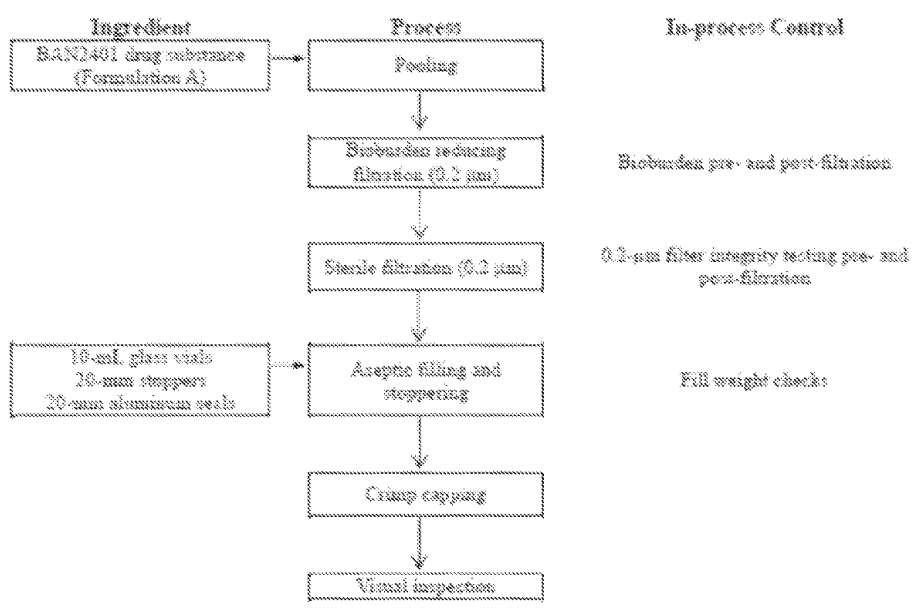 Ingredient
Process
In-process Control
BAN2401 drug substance
(Formulation A)
Pooling
Bioburden reducing
filtration (0.2 μm)
Bioburden pre- and post-filtration
Sterile filtration (0.2 μm)
0.2-μm filter integrity testing pre- and
post-filtration
10-mL glass vials
20-mm stoppers
20-mm aluminum seals
Aseptic filling and
stoppering
Fill weight checks
Crimp capping
Visual inspection